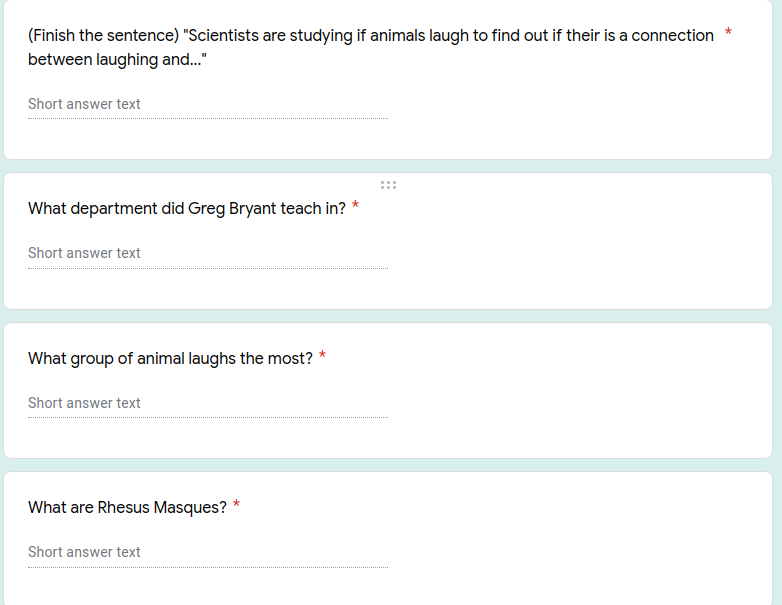 (Finish the sentence) "Scientists are studying if animals laugh to find out if their is a connection *
between laughing and..."
Short answer text
What department did Greg Bryant teach in? *
Short answer text
What group of animal laughs the most? *
Short answer text
What are Rhesus Masques? *
Short answer text